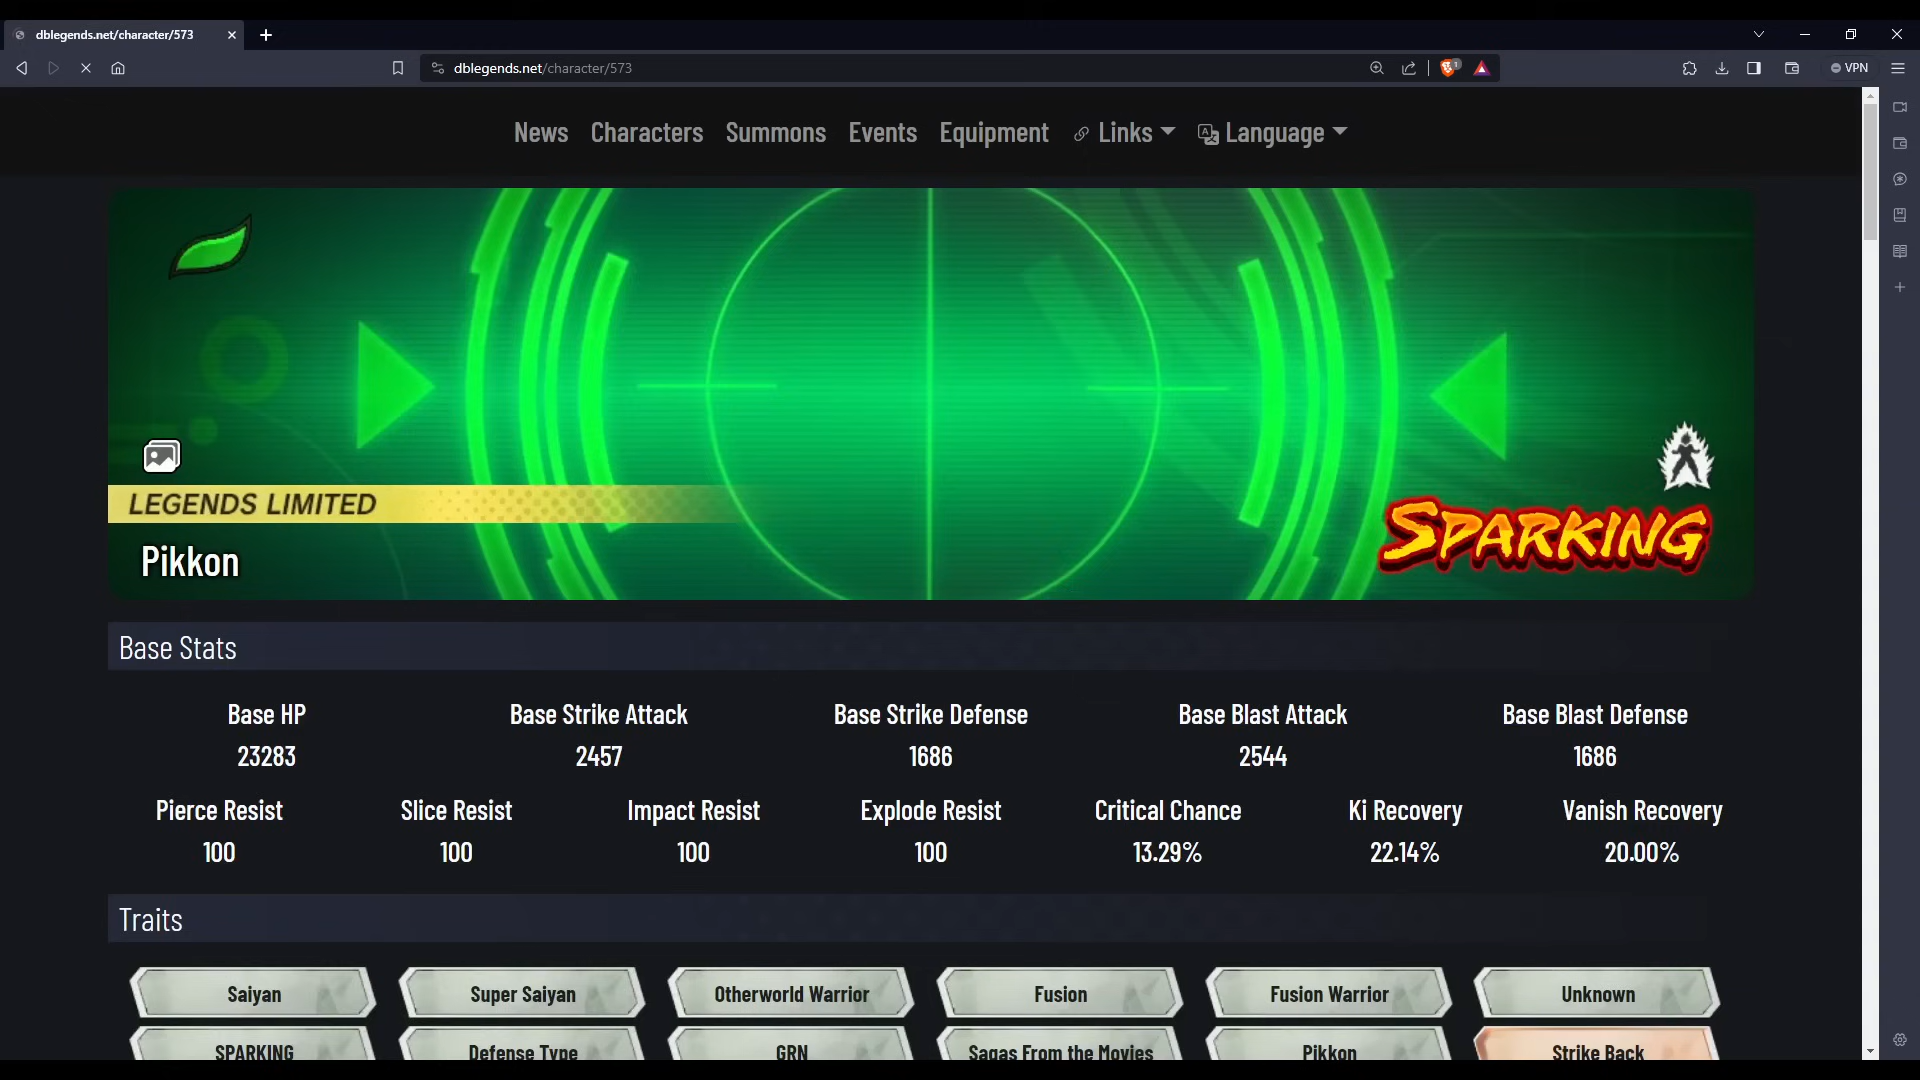 dblegends.net/character/573
dblegends.net/character/573
1
VPN
News Characters Summons Events Equipment Links Language
LEGENDS LIMITED
Pikkon
SPARKING
Base Stats
Base HP Base Strike Attack Base Strike Defense Base Blast Attack Base Blast Defense
23283 2457 1686 2544 1686
Pierce Resist Slice Resist Impact Resist Explode Resist Critical Chance Ki Recovery Vanish Recovery
100 100 100 100 13.29% 22.14% 20.00%
Traits
Saiyan Super Saiyan Otherworld Warrior Fusion Fusion Warrior Unknown
SPARKING Defense Type GRN Sagas From the Movies Pikkon Strike Back